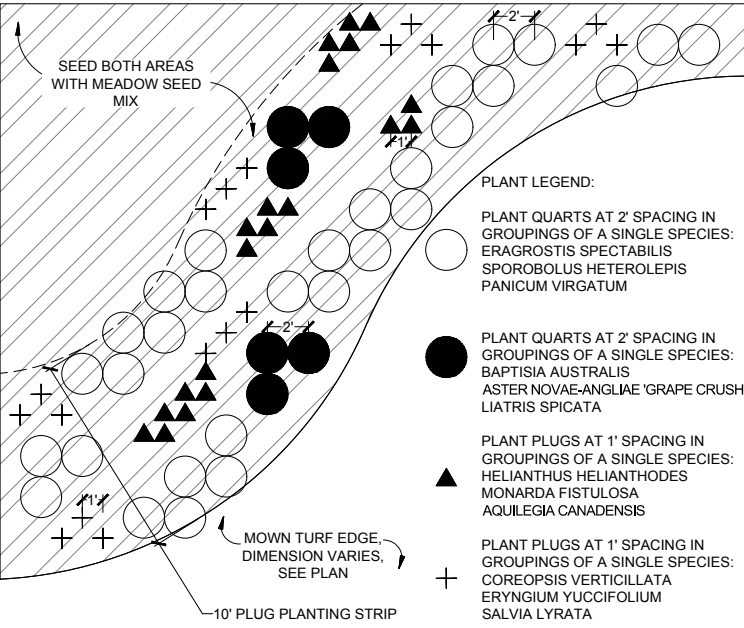 2'
SEED BOTH AREAS
WITH MEADOW SEED
MIX
1'
PLANT LEGEND:
PLANT QUARTS AT 2' SPACING IN
GROUPINGS OF A SINGLE SPECIES:
ERAGROSTIS SPECTABILIS
SPOROBOLUS HETEROLEPIS
PANICUM VIRGATUM
2'
PLANT QUARTS AT 2' SPACING IN
GROUPINGS OF A SINGLE SPECIES:
BAPTISIA AUSTRALIS
ASTER NOVAE-ANGLIAE 'GRAPE CRUSH
LIATRIS SPICATA
PLANT PLUGS AT 1' SPACING IN
GROUPINGS OF A SINGLE SPECIES:
HELIANTHUS HELIANTHODES
MONARDA FISTULOSA
AQUILEGIA CANADENSIS
1'
MOWN TURF EDGE,
DIMENSION VARIES,
SEE PLAN
PLANT PLUGS AT 1' SPACING IN
GROUPINGS OF A SINGLE SPECIES:
COREOPSIS VERTICILLATA
ERYNGIUM YUCCIFOLIUM
SALVIA LYRATA
10' PLUG PLANTING STRIP